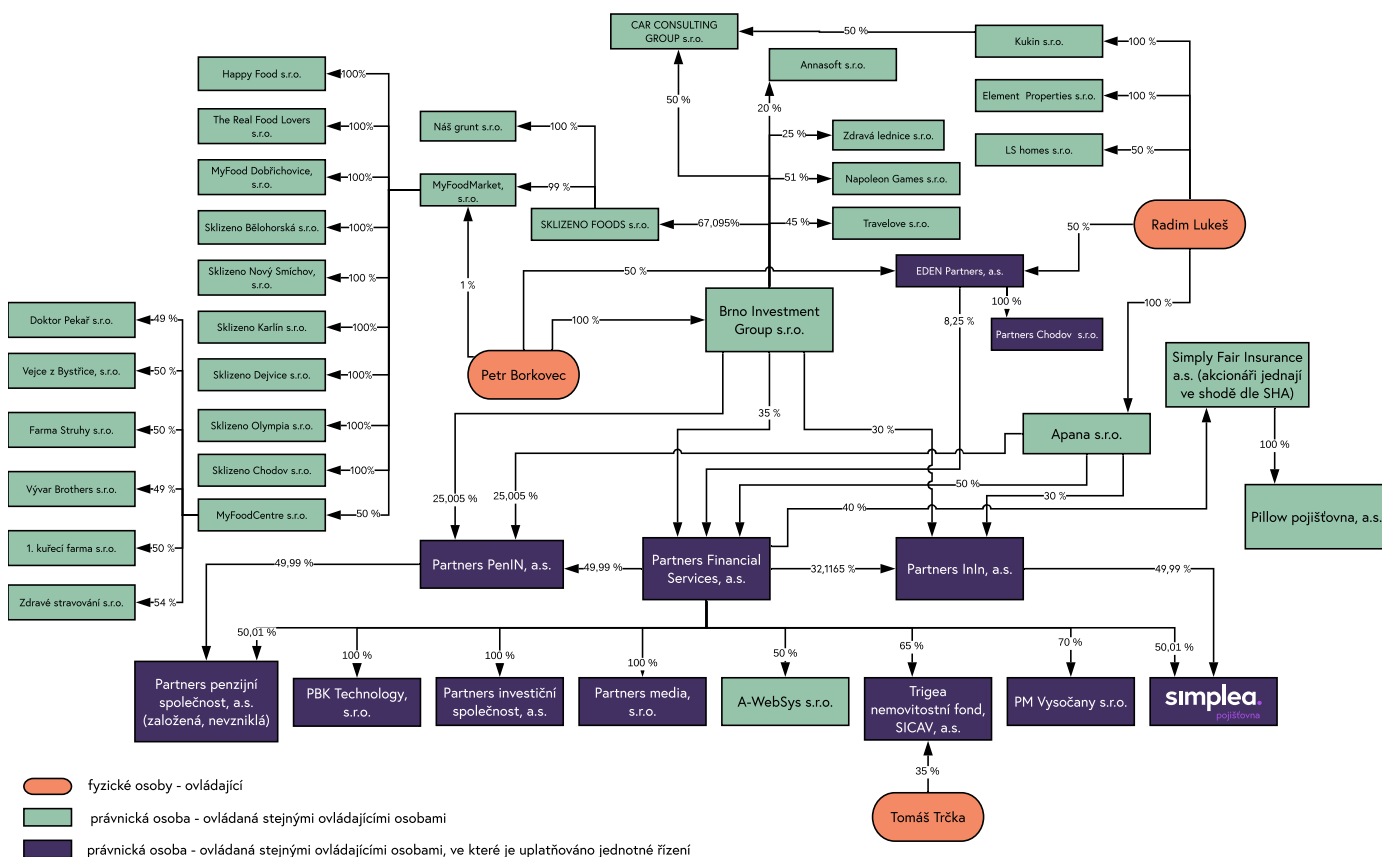 CAR CONSULTING
GROUP s.r.o.
50 %
Kukin s.r.o.
100 %
Annasoft s.r.o.
Happy Food s.r.o.
100%
50 %
20 %
Element Properties s.r.o.
100 %
The Real Food Lovers
s.r.o.
100%
Náš grunt s.r.o.
100 %
25 %
Zdravá lednice s.r.o.
LS homes s.r.o.
50 %
MyFood Dobřichovice,
s.r.o.
100%
MyFoodMarket,
s.r.o.
99 %
51 %
Napoleon Games s.r.o.
Sklizeno Bělohorská s.r.o.
100%
SKLIZENO FOODS s.r.o.
67,095%
45 %
Travelove s.r.o.
50 %
Radim Lukeš
Sklizeno Nový Smíchov,
s.r.o.
100 %
1 %
50 %
EDEN Partners, a.s.
100 %
100 %
Doktor Pekař s.r.o.
49 %
Sklizeno Karlín s.r.o.
100%
100 %
Brno Investment
Group s.r.o.
8,25 %
Partners Chodov s.r.o.
Vejce z Bystřice, s.r.o.
50 %
Sklizeno Dejvice s.r.o.
100%
Petr Borkovec
Simply Fair Insurance
a.s. (akcionáři jednají
ve shodě dle SHA)
Farma Struhy s.r.o.
50 %
Sklizeno Olympia s.r.o.
100%
35 %
30 %
Apana s.r.o.
100 %
Sklizeno Chodov s.r.o.
100%
Vývar Brothers s.r.o.
49 %
25,005 %
25,005 %
50 %
30 %
MyFoodCentre s.r.o.
50 %
40 %
Pillow pojišťovna, a.s.
1. kuřecí farma s.r.o.
50 %
49,99 %
Partners PenIN, a.s.
49,99 %
Partners Financial
Services, a.s.
32,1165 %
Partners InIn, a.s.
49,99 %
Zdravé stravování s.r.o.
54 %
50,01 %
100 %
100 %
100 %
50 %
65 %
70 %
50,01 %
Partners penzijní
společnost, a.s.
(založená, nevzniklá)
PBK Technology,
s.r.o.
Partners investiční
společnost, a.s.
Partners media,
s.r.o.
A-WebSys s.r.o.
Trigea
nemovitostní fond,
SICAV, a.s.
PM Vysočany s.r.o.
simplea.
pojišťovna
35 %
Tomáš Trčka
fyzické osoby - ovládající
právnická osoba - ovládaná stejnými ovládajícími osobami
právnická osoba - ovládaná stejnými ovládajícími osobami, ve které je uplatňováno jednotné řízení